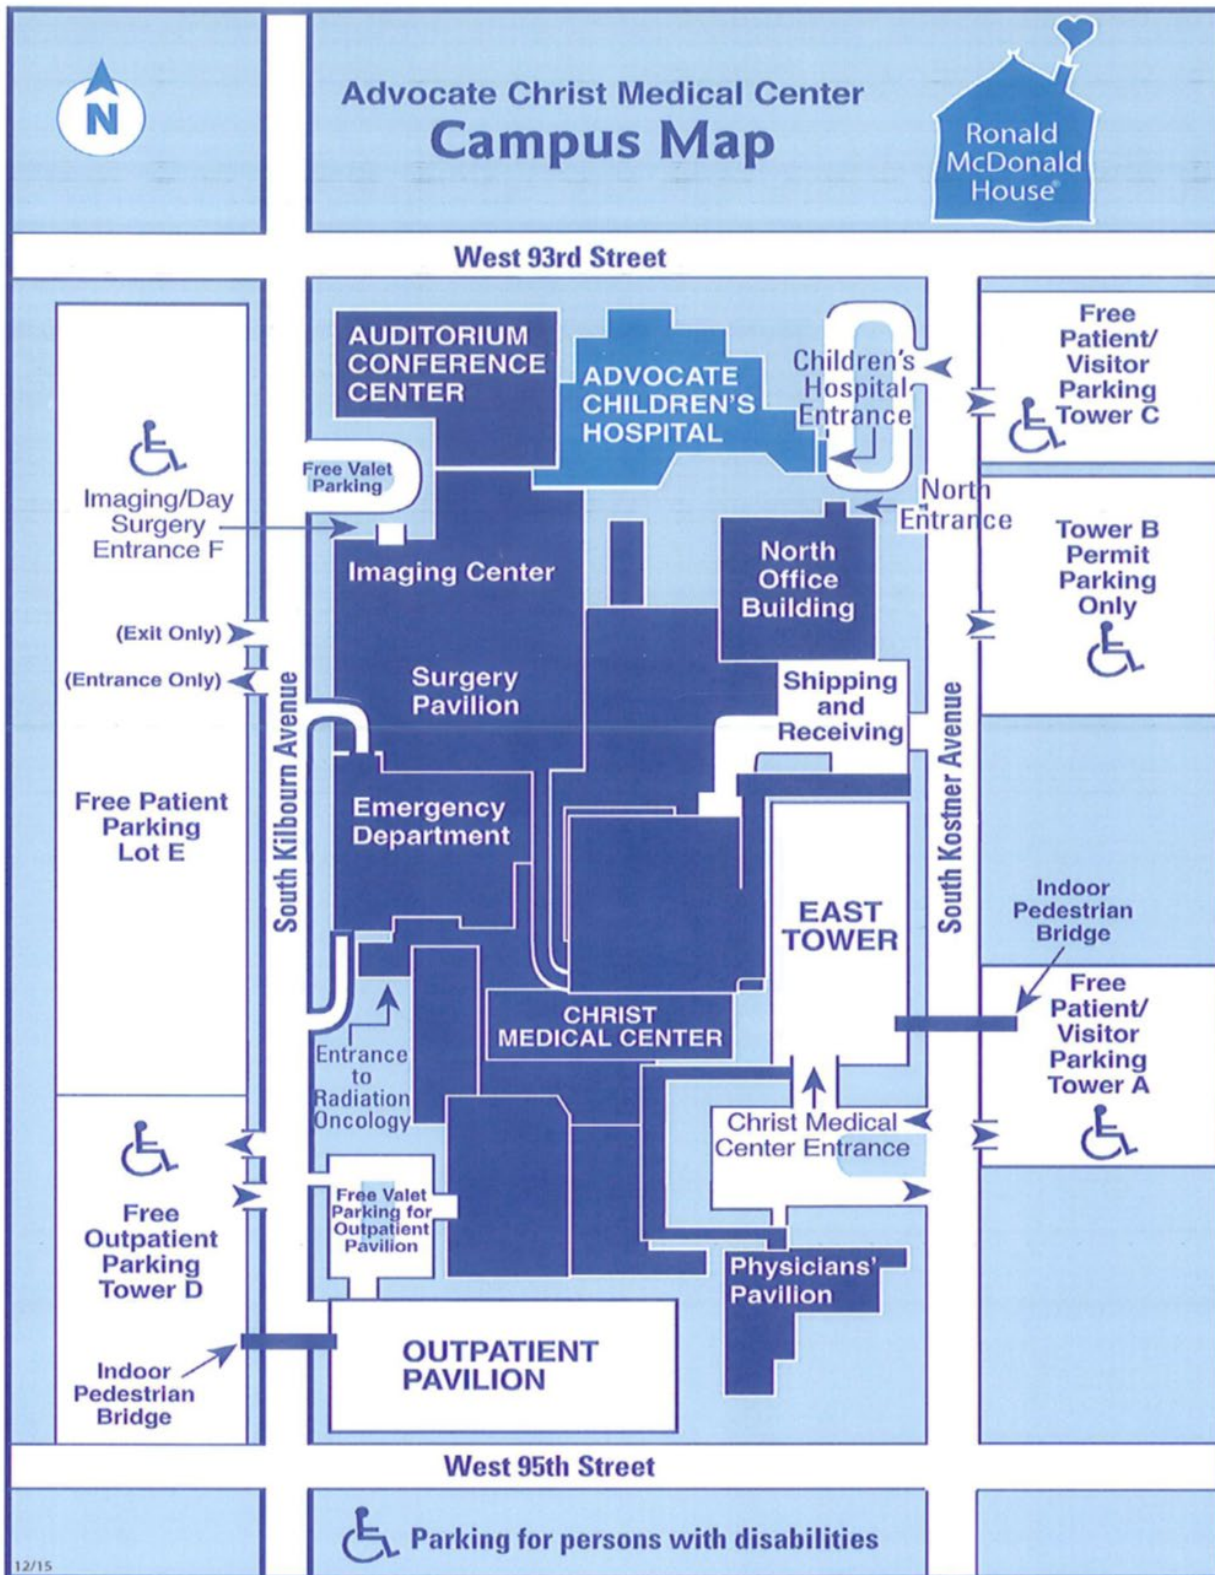 N
Advocate Christ Medical Center
Campus Map
Ronald
McDonald
House®
West 93rd Street
AUDITORIUM
CONFERENCE
CENTER
ADVOCATE
CHILDREN'S
HOSPITAL
Children's
Hospital
Entrance
Free
Patient/
Visitor
Parking
Tower C
Free Valet
Parking
Imaging/Day
Surgery
Entrance F
North
Entrance
Imaging Center
North
Office
Building
Tower B
Permit
Parking
Only
(Exit Only)
(Entrance Only)
Surgery
Pavilion
Shipping
and
Receiving
South Kilbourn Avenue
South Kostner Avenue
Free Patient
Parking
Lot E
Emergency
Department
EAST
TOWER
Indoor
Pedestrian
Bridge
CHRIST
MEDICAL CENTER
Free
Patient/
Visitor
Parking
Tower A
Entrance
to
Radiation
Oncology
Christ Medical
Center Entrance
Free
Outpatient
Parking
Tower D
Free Valet
Parking for
Outpatient
Pavilion
Physicians'
Pavilion
Indoor
Pedestrian
Bridge
OUTPATIENT
PAVILION
West 95th Street
Parking for persons with disabilities
12/15